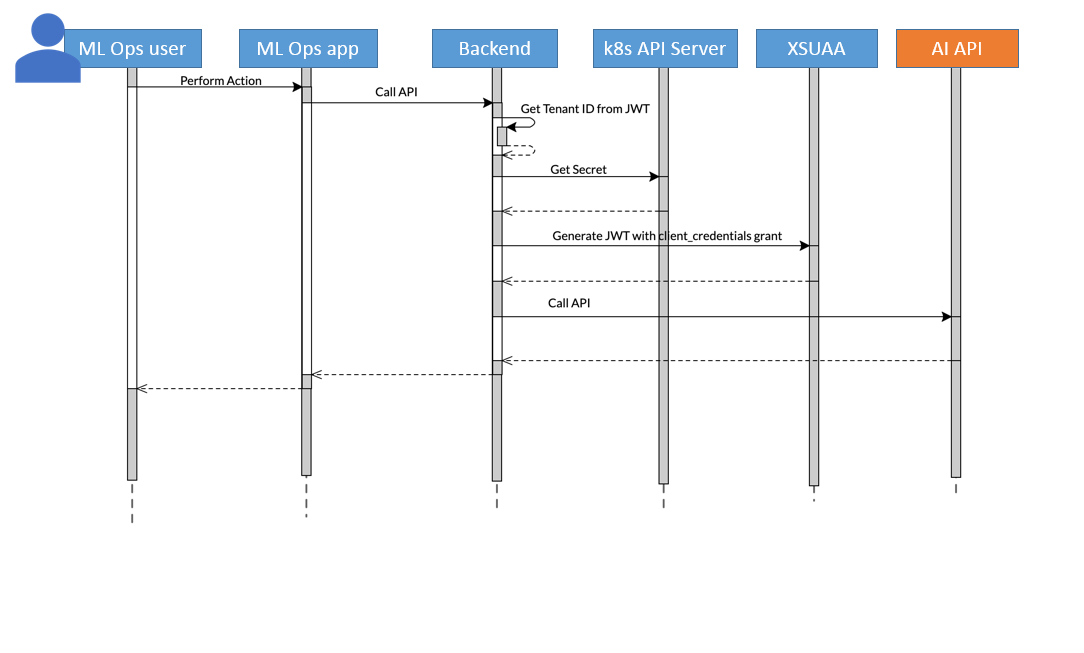 ML Ops user
ML Ops app
Backend
k8s API Server
XSUAA
AI API
Perform Action
Call API
Get Tenant ID from JWT
Get Secret
Generate JWT with client_credentials grant
Call API